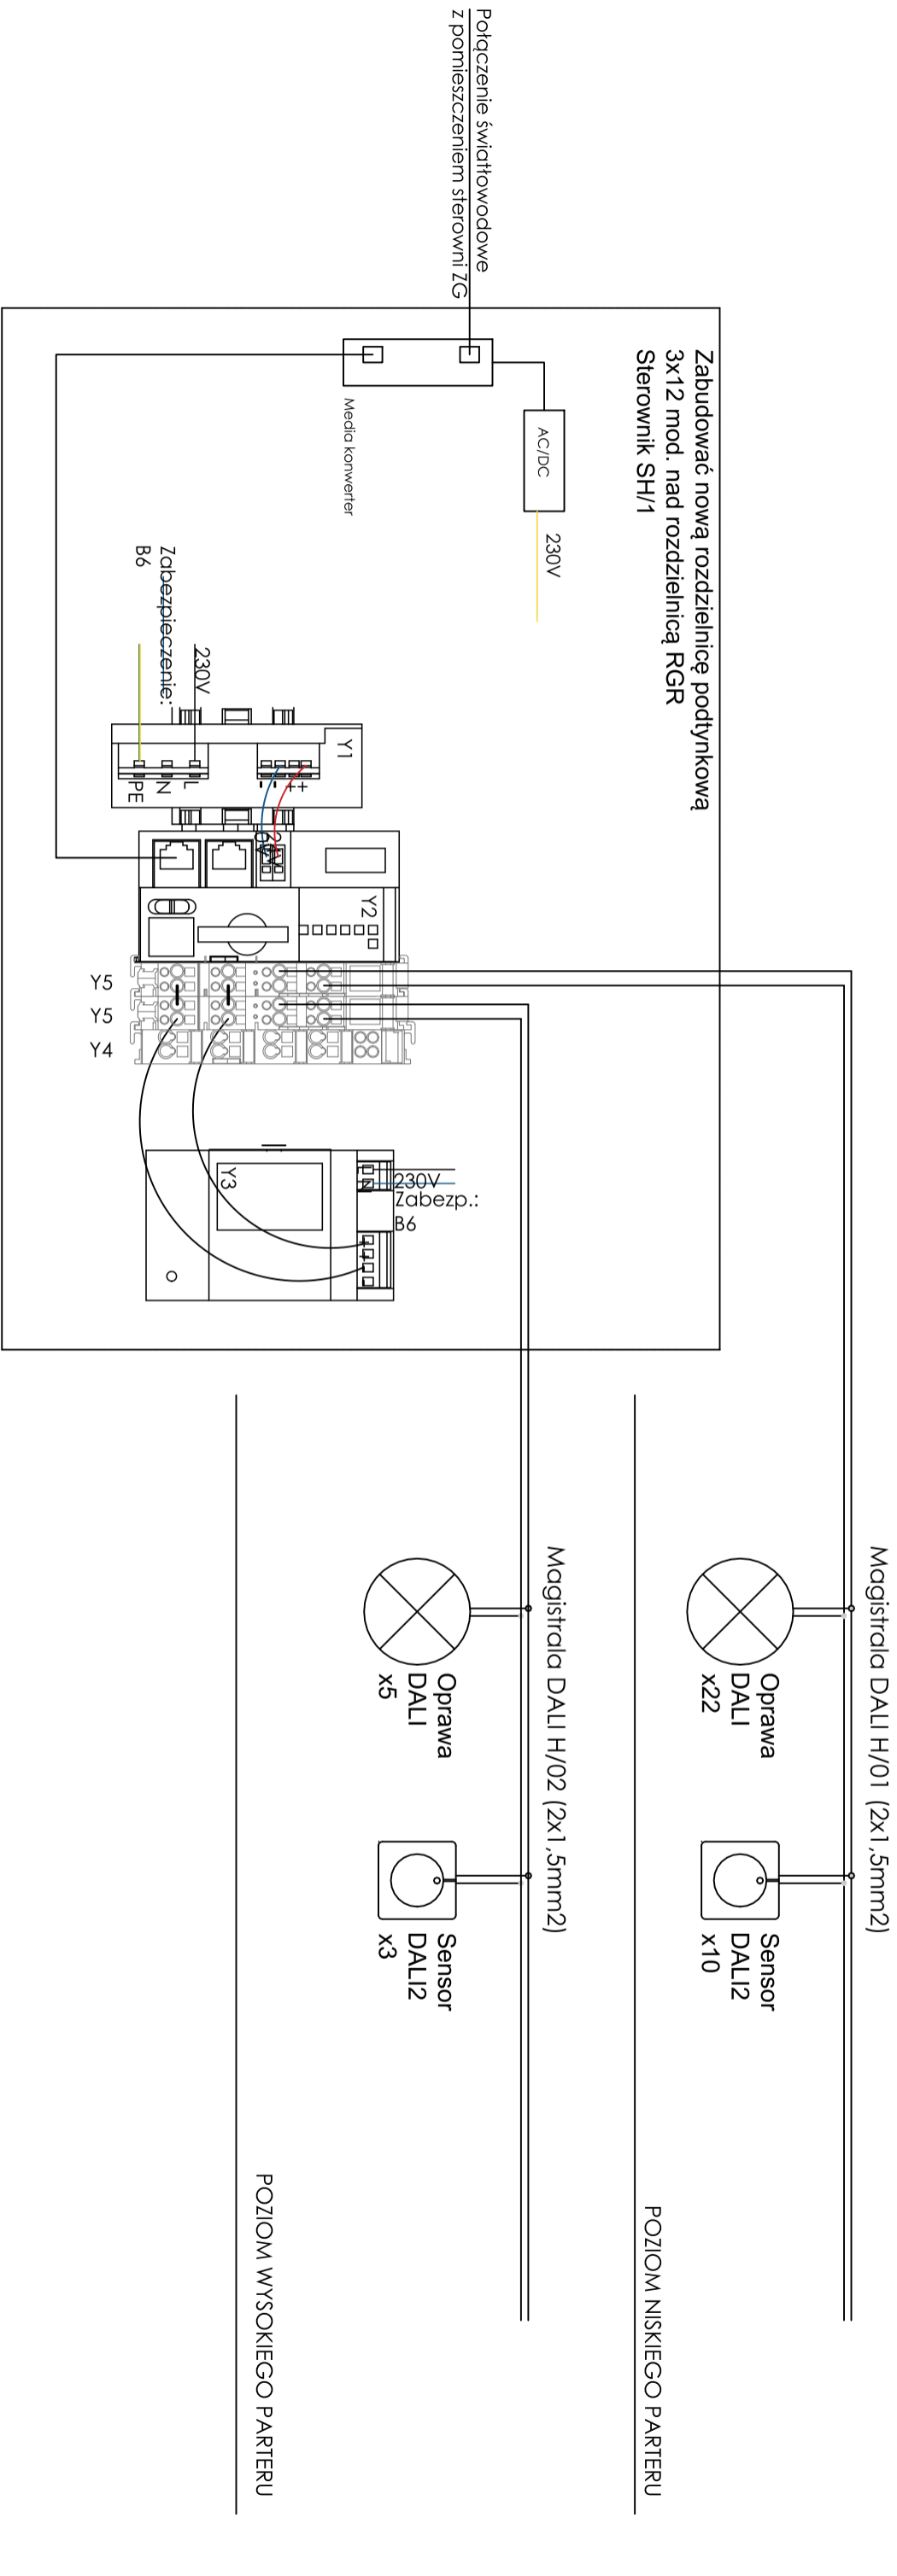 Połączenie światłowodowe
z pomieszczeniem sterowni ZG
Zabudować nową rozdzielnicę podtynkową
3x12 mod. nad rozdzielnicą RGR
Sterownik SH/1
AC/DC
230V
Media konwerter
230V
Zabezpieczenie:
B6
Y1
+
+
-
-
L
N
PE
Y2
Y5
Y5
Y4
Y3
230V
Zabezp.:
B6
N
+
+
Magistrala DALI H/01 (2x1,5mm2)
Oprawa
DALI
x22
Sensor
DALI2
x10
POZIOM NISKIEGO PARTERU
Magistrala DALI H/02 (2x1,5mm2)
Oprawa
DALI
x5
Sensor
DALI2
x3
POZIOM WYSOKIEGO PARTERU